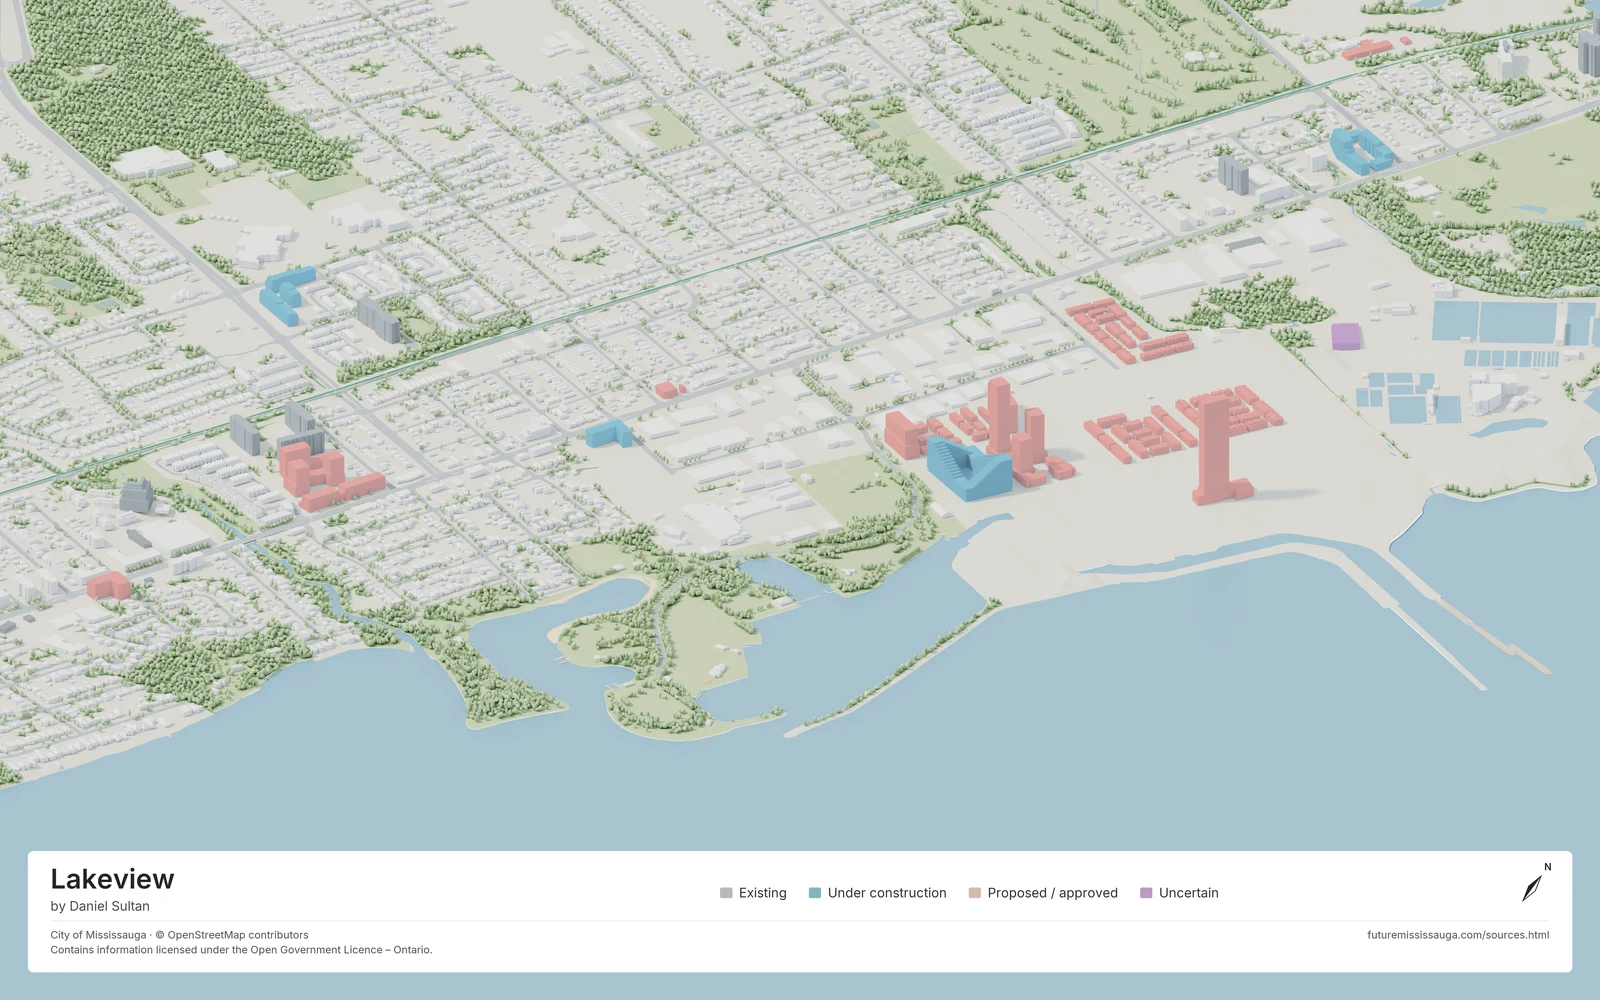 Lakeview
by Daniel Sultan
Existing
Under construction
Proposed / approved
Uncertain
N
City of Mississauga · © OpenStreetMap contributors
Contains information licensed under the Open Government Licence – Ontario.
futuremississauga.com/sources.html